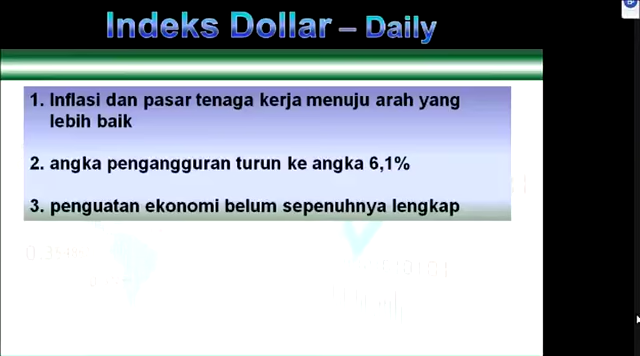 Indeks Dollar – Daily
1. Inflasi dan pasar tenaga kerja menuju arah yang
lebih baik
2. angka pengangguran turun ke angka 6,1%
3. penguatan ekonomi belum sepenuhnya lengkap